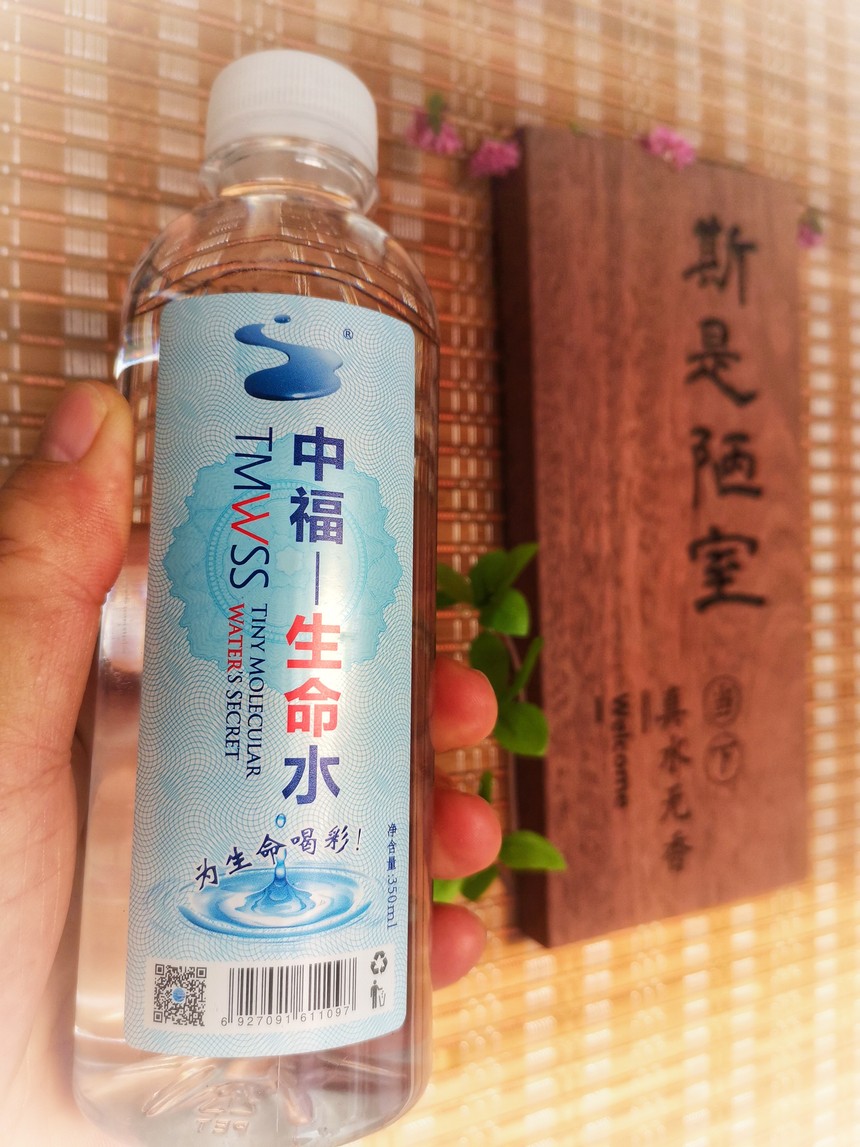 ®
中福—生命水
TMWSS
TINY MOLECULAR
WATER'S SECRET
为生命喝彩!
净含量:350ml
6 927091 611097
PET
斯是陋室
当下
真水无香
Welcome